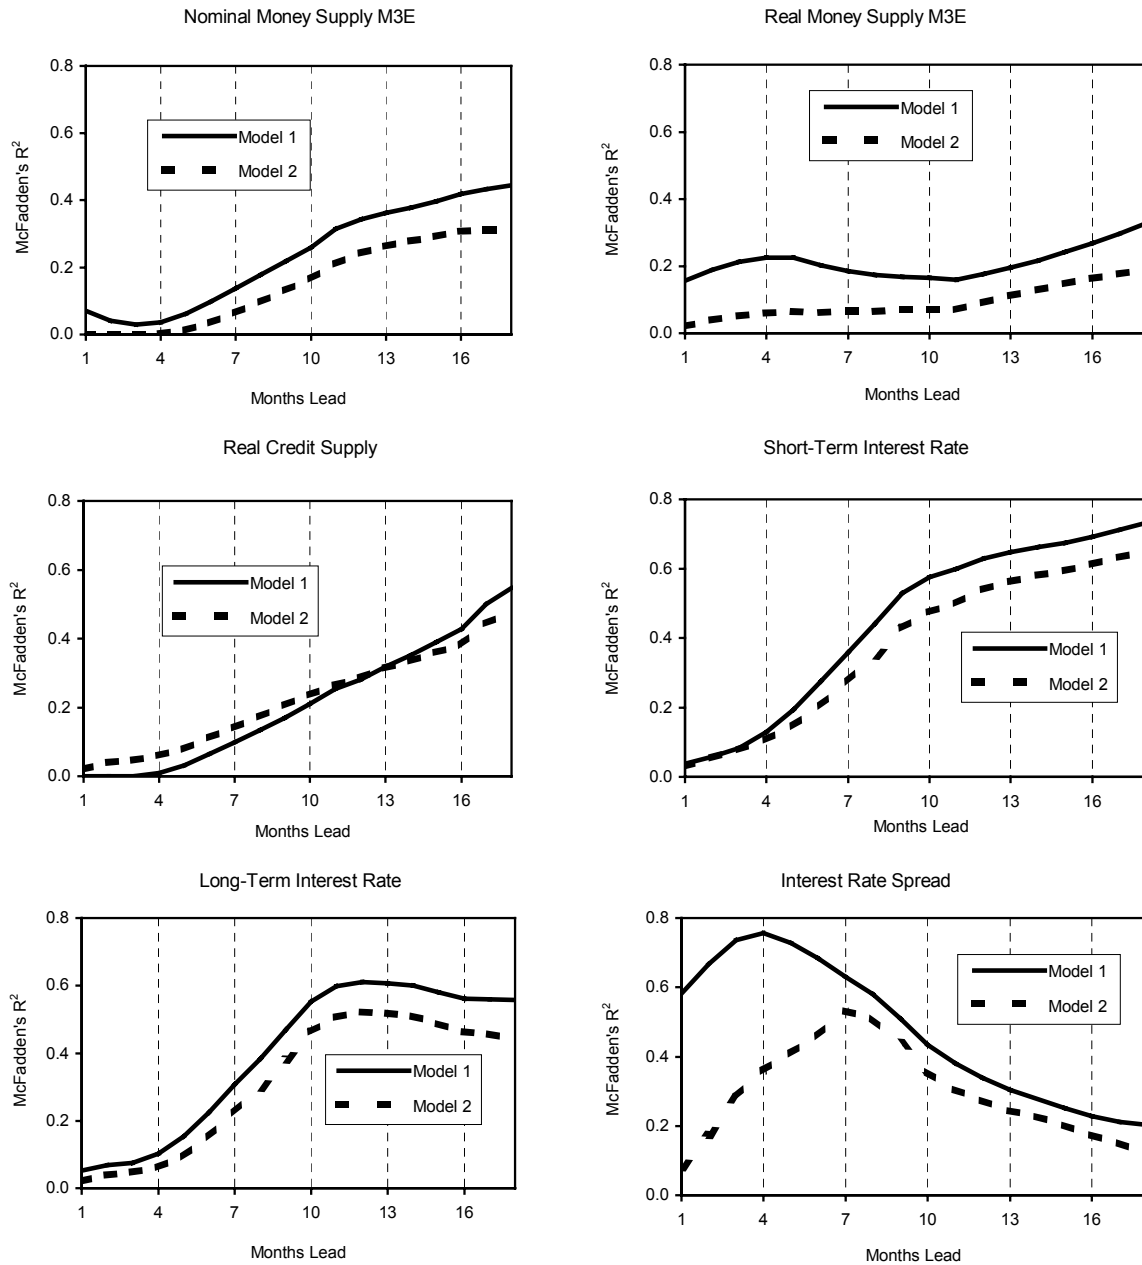 Nominal Money Supply M3E
0.8
0.6
0.4
0.2
0.0
McFadden's R²
Model 1
Model 2
1 4 7 10 13 16
Months Lead
Real Money Supply M3E
0.8
0.6
0.4
0.2
0.0
McFadden's R²
Model 1
Model 2
1 4 7 10 13 16
Months Lead
Real Credit Supply
0.8
0.6
0.4
0.2
0.0
McFadden's R²
Model 1
Model 2
1 4 7 10 13 16
Months Lead
Short-Term Interest Rate
0.8
0.6
0.4
0.2
0.0
McFadden's R²
Model 1
Model 2
1 4 7 10 13 16
Months Lead
Long-Term Interest Rate
0.8
0.6
0.4
0.2
0.0
McFadden's R²
Model 1
Model 2
1 4 7 10 13 16
Months Lead
Interest Rate Spread
0.8
0.6
0.4
0.2
0.0
McFadden's R²
Model 1
Model 2
1 4 7 10 13 16
Months Lead